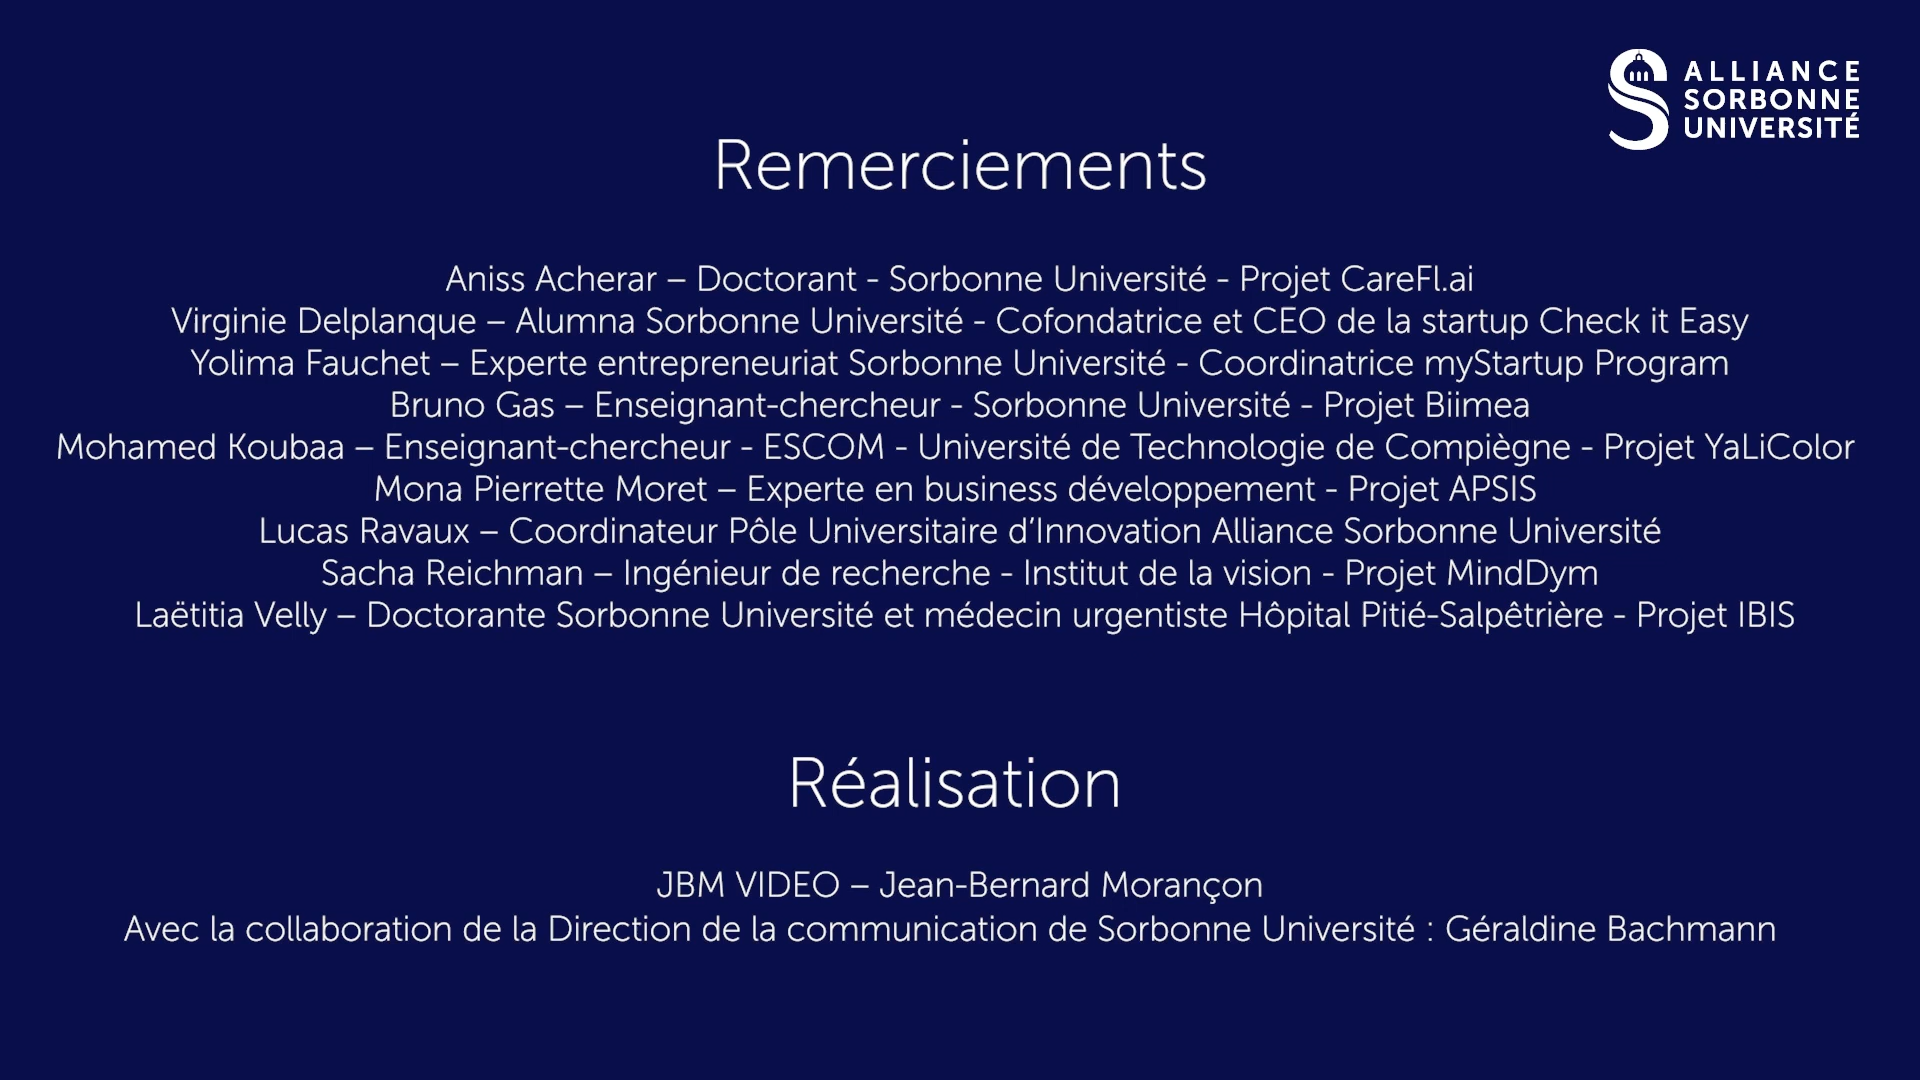 ALLIANCE
SORBONNE
UNIVERSITÉ
Remerciements
Aniss Acherar – Doctorant - Sorbonne Université - Projet CareFl.ai
Virginie Delplanque – Alumna Sorbonne Université - Cofondatrice et CEO de la startup Check it Easy
Yolima Fauchet – Experte entrepreneuriat Sorbonne Université - Coordinatrice myStartup Program
Bruno Gas – Enseignant-chercheur - Sorbonne Université - Projet Biimea
Mohamed Koubaa – Enseignant-chercheur - ESCOM - Université de Technologie de Compiègne - Projet YaLiColor
Mona Pierrette Moret – Experte en business développement - Projet APSIS
Lucas Ravaux – Coordinateur Pôle Universitaire d’Innovation Alliance Sorbonne Université
Sacha Reichman – Ingénieur de recherche - Institut de la vision - Projet MindDym
Laëtitia Velly – Doctorante Sorbonne Université et médecin urgentiste Hôpital Pitié-Salpêtrière - Projet IBIS
Réalisation
JBM VIDEO – Jean-Bernard Morançon
Avec la collaboration de la Direction de la communication de Sorbonne Université : Géraldine Bachmann